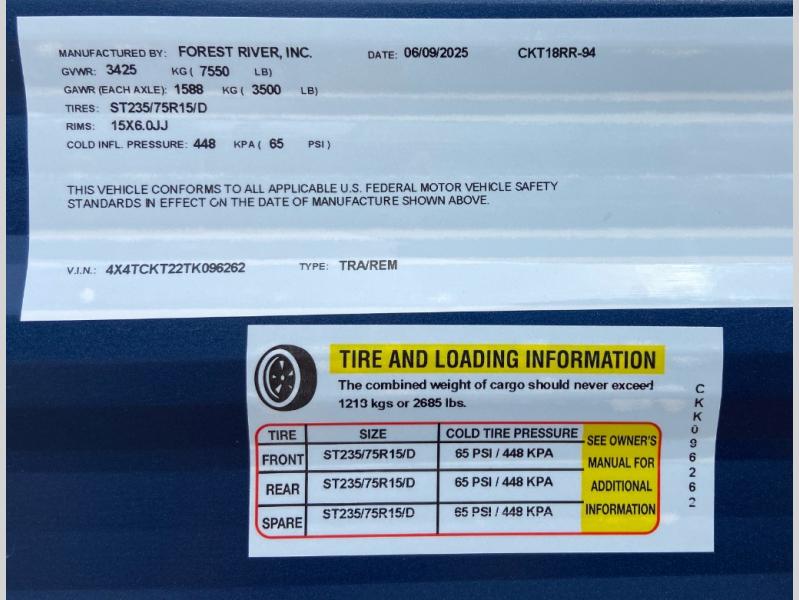 MANUFACTURED BY: FOREST RIVER, INC. DATE: 06/09/2025 CKT18RR-94
GVWR: 3425 KG ( 7550 LB)
GAWR (EACH AXLE): 1588 KG ( 3500 LB)
TIRES: ST235/75R15/D
RIMS: 15X6.0JJ
COLD INFL. PRESSURE: 448 KPA ( 65 PSI )
THIS VEHICLE CONFORMS TO ALL APPLICABLE U.S. FEDERAL MOTOR VEHICLE SAFETY
STANDARDS IN EFFECT ON THE DATE OF MANUFACTURE SHOWN ABOVE.
V.I.N.: 4X4TCKT22TK096262 TYPE: TRA/REM
TIRE AND LOADING INFORMATION
The combined weight of cargo should never exceed
1213 kgs or 2685 lbs.
TIRE SIZE COLD TIRE PRESSURE
FRONT ST235/75R15/D 65 PSI / 448 KPA
REAR ST235/75R15/D 65 PSI / 448 KPA
SPARE ST235/75R15/D 65 PSI / 448 KPA
SEE OWNER'S
MANUAL FOR
ADDITIONAL
INFORMATION
CKK096262